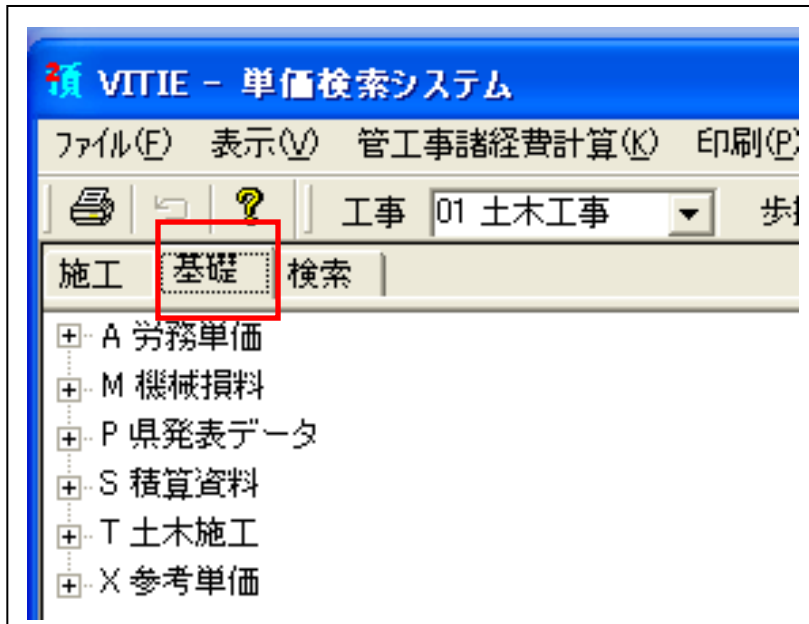 VITIE - 単価検索システム
ファイル(F) 表示(V) 管工事諸経費計算(K) 印刷(P)
工事 01 土木工事 歩
施工 基礎 検索
A 労務単価
M 機械損料
P 県発表データ
S 積算資料
T 土木施工
X 参考単価